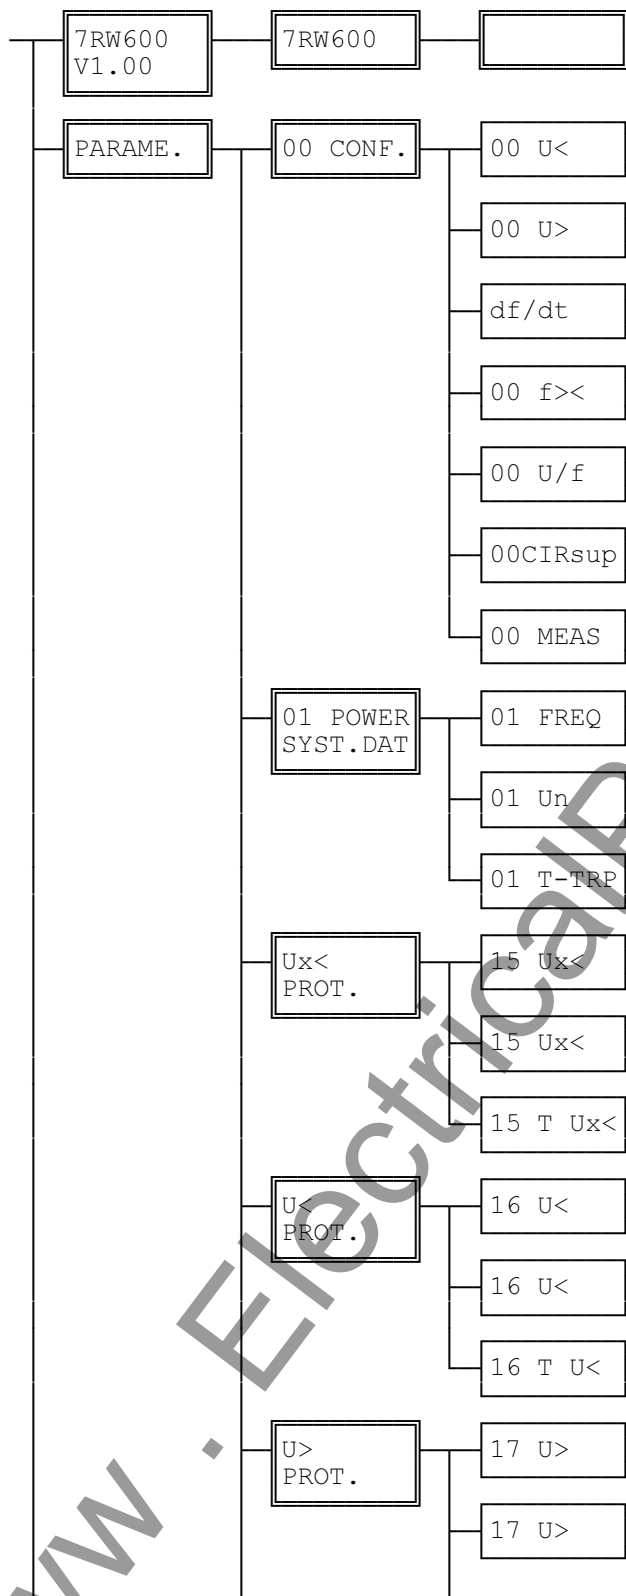 7RW600
V1.00
7RW600
PARAME.
00 CONF.
00 U<
00 U>
df/dt
00 f><
00 U/f
00CIRsup
00 MEAS
01 POWER
SYST.DAT
01 FREQ
01 Un
01 T-TRP
Ux<
PROT.
15 Ux<
15 Ux<
15 T Ux<
U<
PROT.
16 U<
16 U<
16 T U<
U>
PROT.
17 U>
17 U>